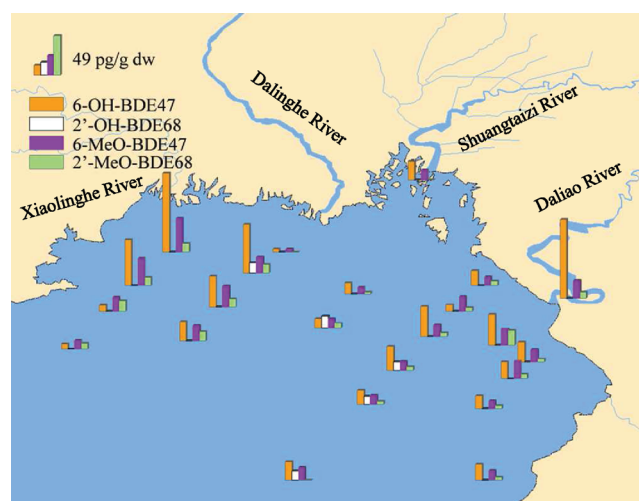 49 pg/g dw
6-OH-BDE47
2'-OH-BDE68
6-MeO-BDE47
2'-MeO-BDE68
Xiaolinghe River
Dalinghe River
Shuangtaizi River
Daliao River